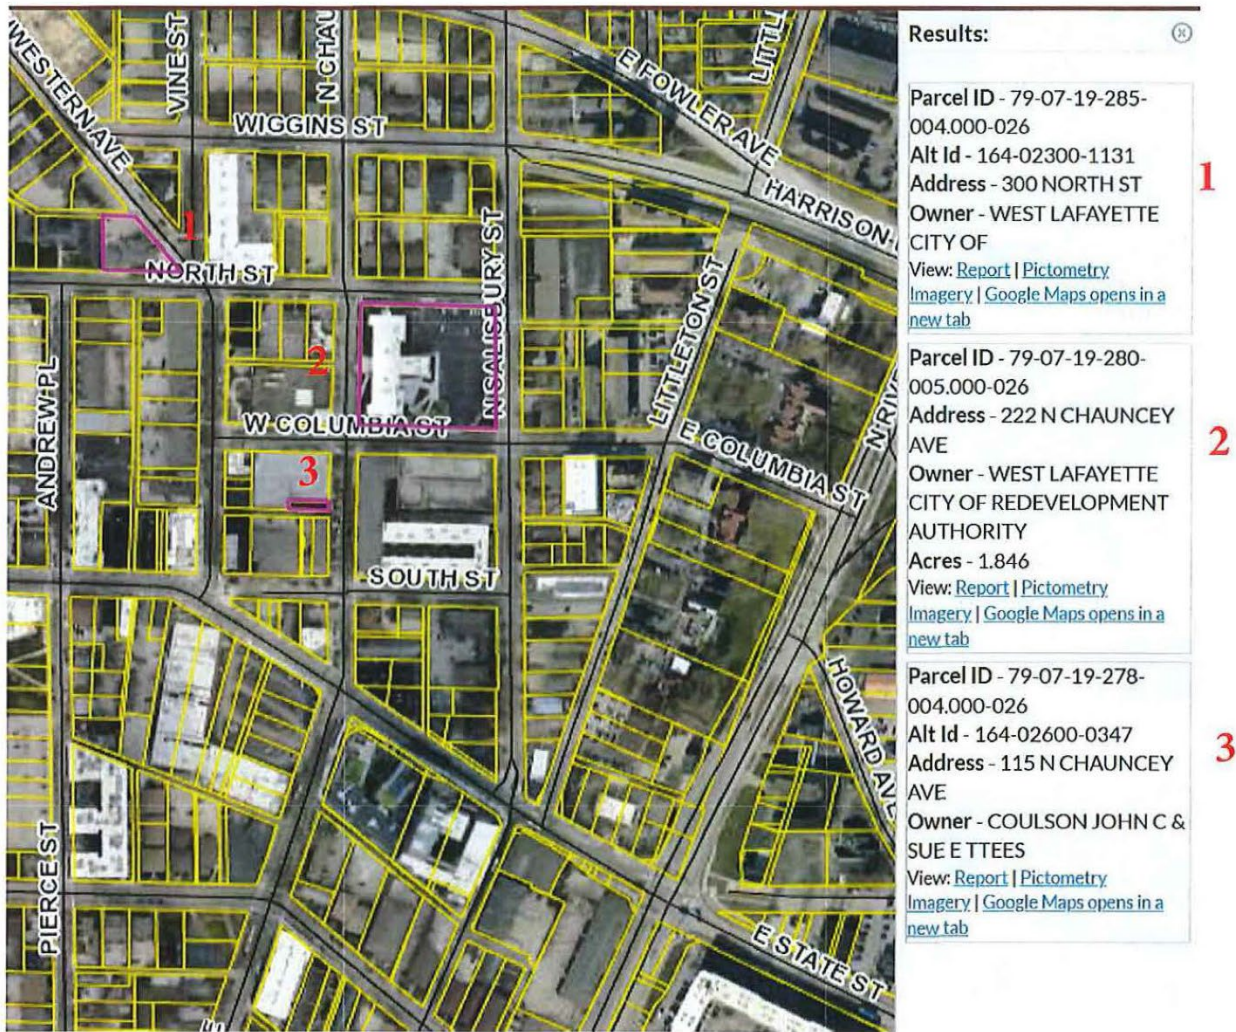 VINE ST
N CHAU
LITTL
E FOWLER AVE
WESTERN AVE
WIGGINS ST
HARRISON
1
NORTH ST
N SALISBURY ST
LITTLETON ST
ANDREW PL
2
W COLUMBIA ST
E COLUMBIA ST
N RIV
3
SOUTH ST
HOWARD AVE
PIERCE ST
E STATE ST
Results:
Parcel ID - 79-07-19-285-
004.000-026
Alt Id - 164-02300-1131
Address - 300 NORTH ST
Owner - WEST LAFAYETTE
CITY OF
View: Report | Pictometry
Imagery | Google Maps opens in a
new tab
1
Parcel ID - 79-07-19-280-
005.000-026
Address - 222 N CHAUNCEY
AVE
Owner - WEST LAFAYETTE
CITY OF REDEVELOPMENT
AUTHORITY
Acres - 1.846
View: Report | Pictometry
Imagery | Google Maps opens in a
new tab
2
Parcel ID - 79-07-19-278-
004.000-026
Alt Id - 164-02600-0347
Address - 115 N CHAUNCEY
AVE
Owner - COULSON JOHN C &
SUE E TTEES
View: Report | Pictometry
Imagery | Google Maps opens in a
new tab
3